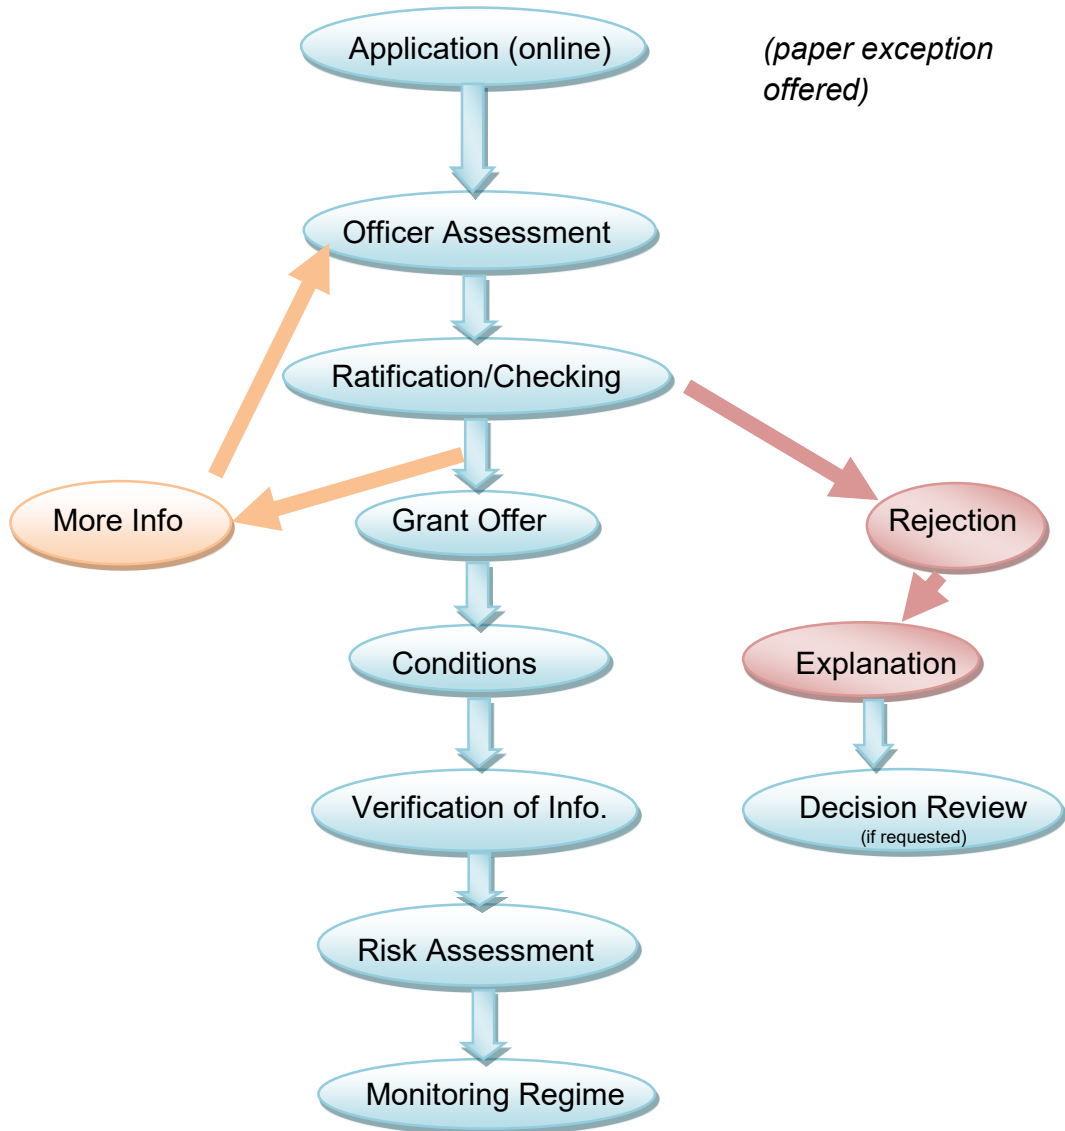 Application (online)
(paper exception
offered)
Officer Assessment
Ratification/Checking
More Info
Grant Offer
Rejection
Conditions
Explanation
Verification of Info.
Decision Review
(if requested)
Risk Assessment
Monitoring Regime